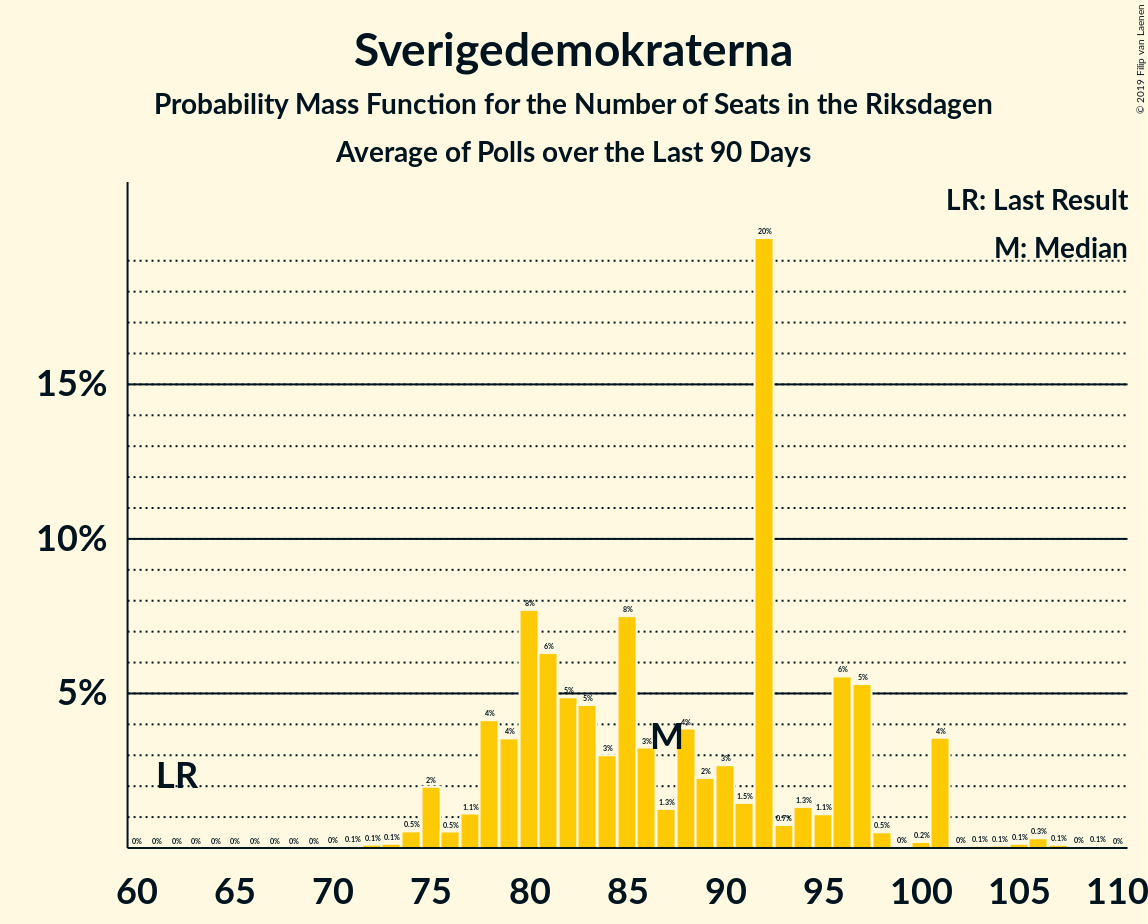 Sverigedemokraterna
Probability Mass Function for the Number of Seats in the Riksdagen
Average of Polls over the Last 90 Days
© 2019 Filip van Laenen
LR: Last Result
M: Median
15%
10%
5%
0% 0% 0% 0% 0% 0% 0% 0% 0% 0% 0% 0.1% 0.1% 0.1% 0.5% 2% 0.5% 1.1% 4% 4% 8% 6% 5% 5% 3% 8% 3% 1.3% 4% 2% 3% 1.5% 20% 0.7% 1.3% 1.1% 6% 5% 0.5% 0% 0.2% 4% 0% 0.1% 0.1% 0.1% 0.3% 0.1% 0% 0.1% 0%
LR
M
60 65 70 75 80 85 90 95 100 105 110